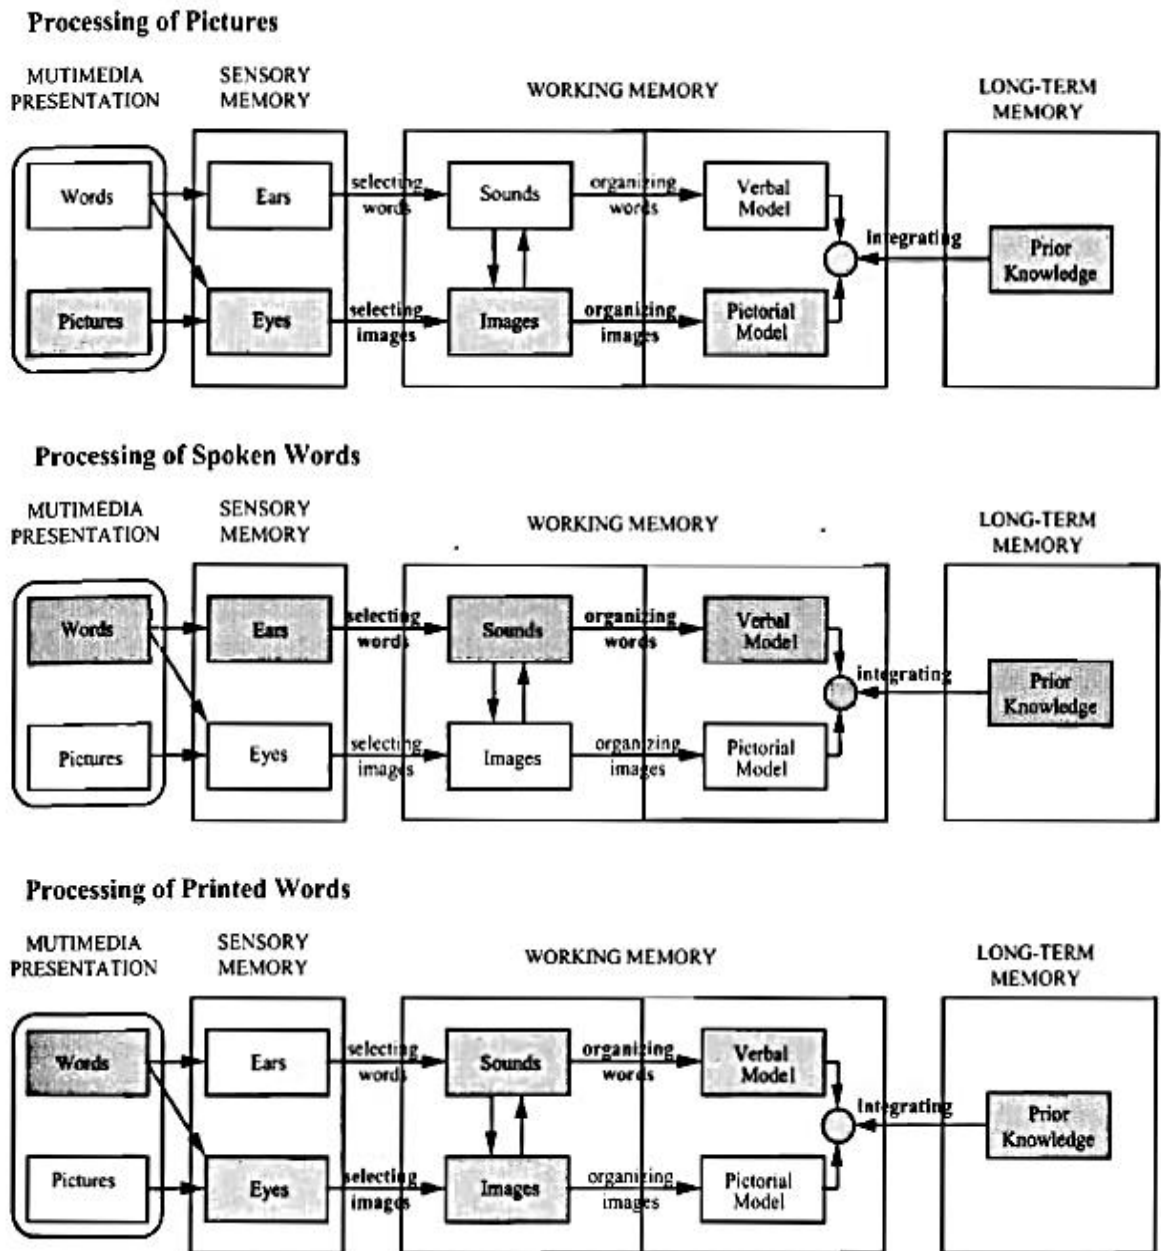 Processing of Pictures
MUTIMEDIA
PRESENTATION
SENSORY
MEMORY
WORKING MEMORY
LONG-TERM
MEMORY
Words
Ears
selecting
words
Sounds
organizing
words
Verbal
Model
integrating
Prior
Knowledge
Pictures
Eyes
selecting
images
Images
organizing
images
Pictorial
Model
Processing of Spoken Words
MUTIMEDIA
PRESENTATION
SENSORY
MEMORY
WORKING MEMORY
LONG-TERM
MEMORY
Words
Ears
selecting
words
Sounds
organizing
words
Verbal
Model
integrating
Prior
Knowledge
Pictures
Eyes
selecting
images
Images
organizing
images
Pictorial
Model
Processing of Printed Words
MUTIMEDIA
PRESENTATION
SENSORY
MEMORY
WORKING MEMORY
LONG-TERM
MEMORY
Words
Ears
selecting
words
Sounds
organizing
words
Verbal
Model
Integrating
Prior
Knowledge
Pictures
Eyes
selecting
images
Images
organizing
images
Pictorial
Model